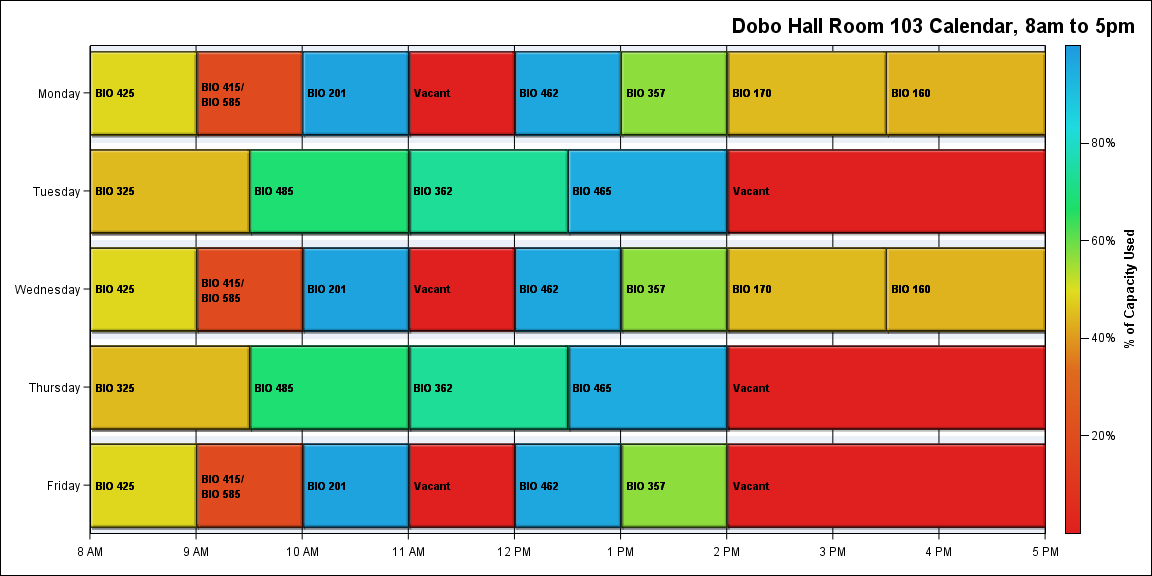 Dobo Hall Room 103 Calendar, 8am to 5pm
Monday
BIO 425
BIO 415/
BIO 585
BIO 201
Vacant
BIO 462
BIO 357
BIO 170
BIO 160
Tuesday
BIO 325
BIO 485
BIO 362
BIO 465
Vacant
Wednesday
BIO 425
BIO 415/
BIO 585
BIO 201
Vacant
BIO 462
BIO 357
BIO 170
BIO 160
Thursday
BIO 325
BIO 485
BIO 362
BIO 465
Vacant
Friday
BIO 425
BIO 415/
BIO 585
BIO 201
Vacant
BIO 462
BIO 357
Vacant
8 AM
9 AM
10 AM
11 AM
12 PM
1 PM
2 PM
3 PM
4 PM
5 PM
80%
60%
40%
20%
% of Capacity Used